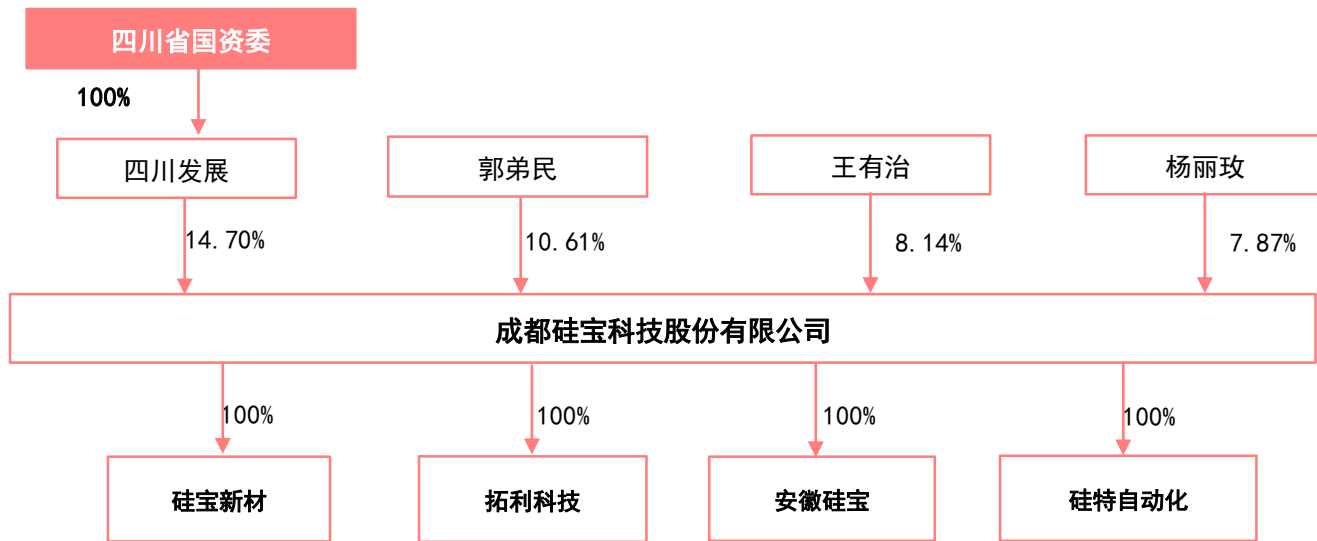 四川省国资委
100%
四川发展
郭弟民
王有治
杨丽玫
14.70%
10.61%
8.14%
7.87%
成都硅宝科技股份有限公司
100%
100%
100%
100%
硅宝新材
拓利科技
安徽硅宝
硅特自动化